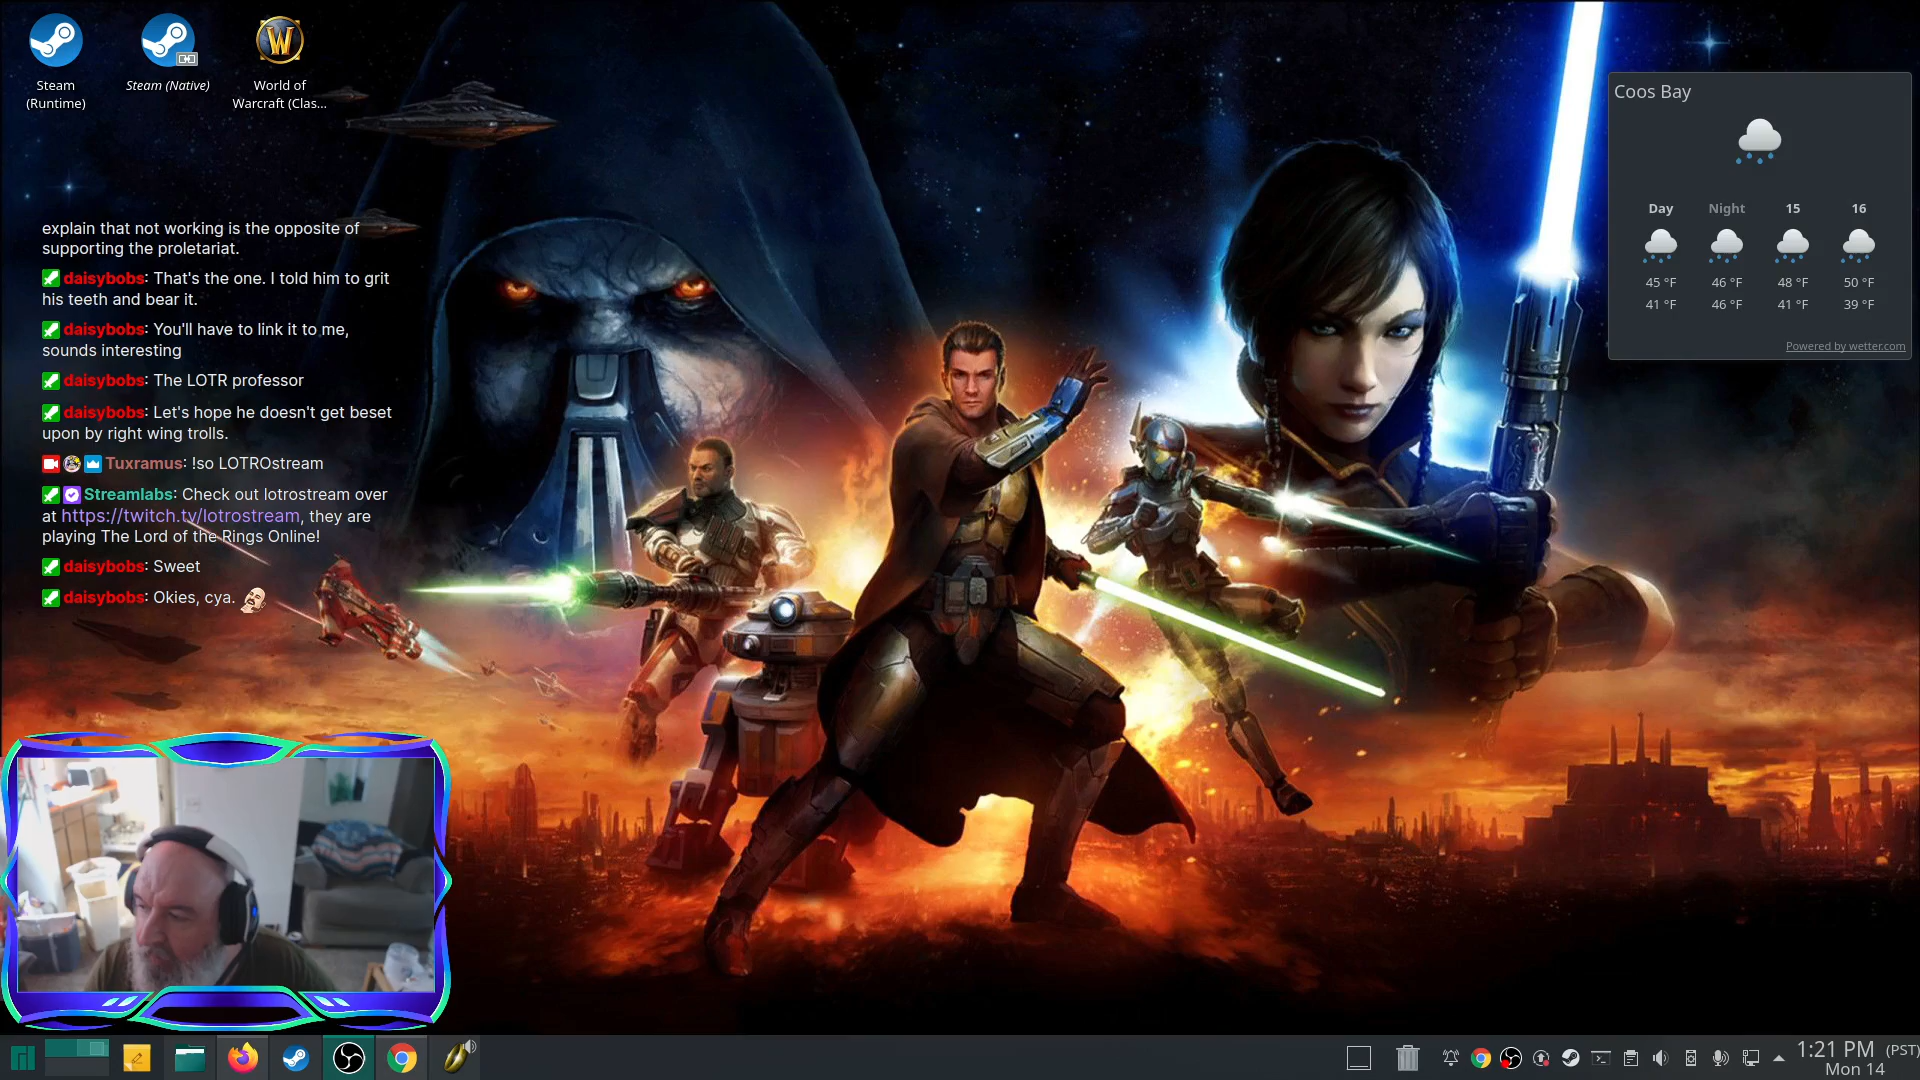 Steam
(Runtime)
Steam (Native)
World of
Warcraft (Clas...
Coos Bay
Day Night 15 16
45 °F 46 °F 48 °F 50 °F
41 °F 46 °F 41 °F 39 °F
Powered by wetter.com
explain that not working is the opposite of
supporting the proletariat.
daisybobs: That's the one. I told him to grit
his teeth and bear it.
daisybobs: You'll have to link it to me,
sounds interesting
daisybobs: The LOTR professor
daisybobs: Let's hope he doesn't get beset
upon by right wing trolls.
Tuxramus: !so LOTROstream
Streamlabs: Check out lotrostream over
at https://twitch.tv/lotrostream, they are
playing The Lord of the Rings Online!
daisybobs: Sweet
daisybobs: Okies, cya.
1:21 PM (PST)
Mon 14